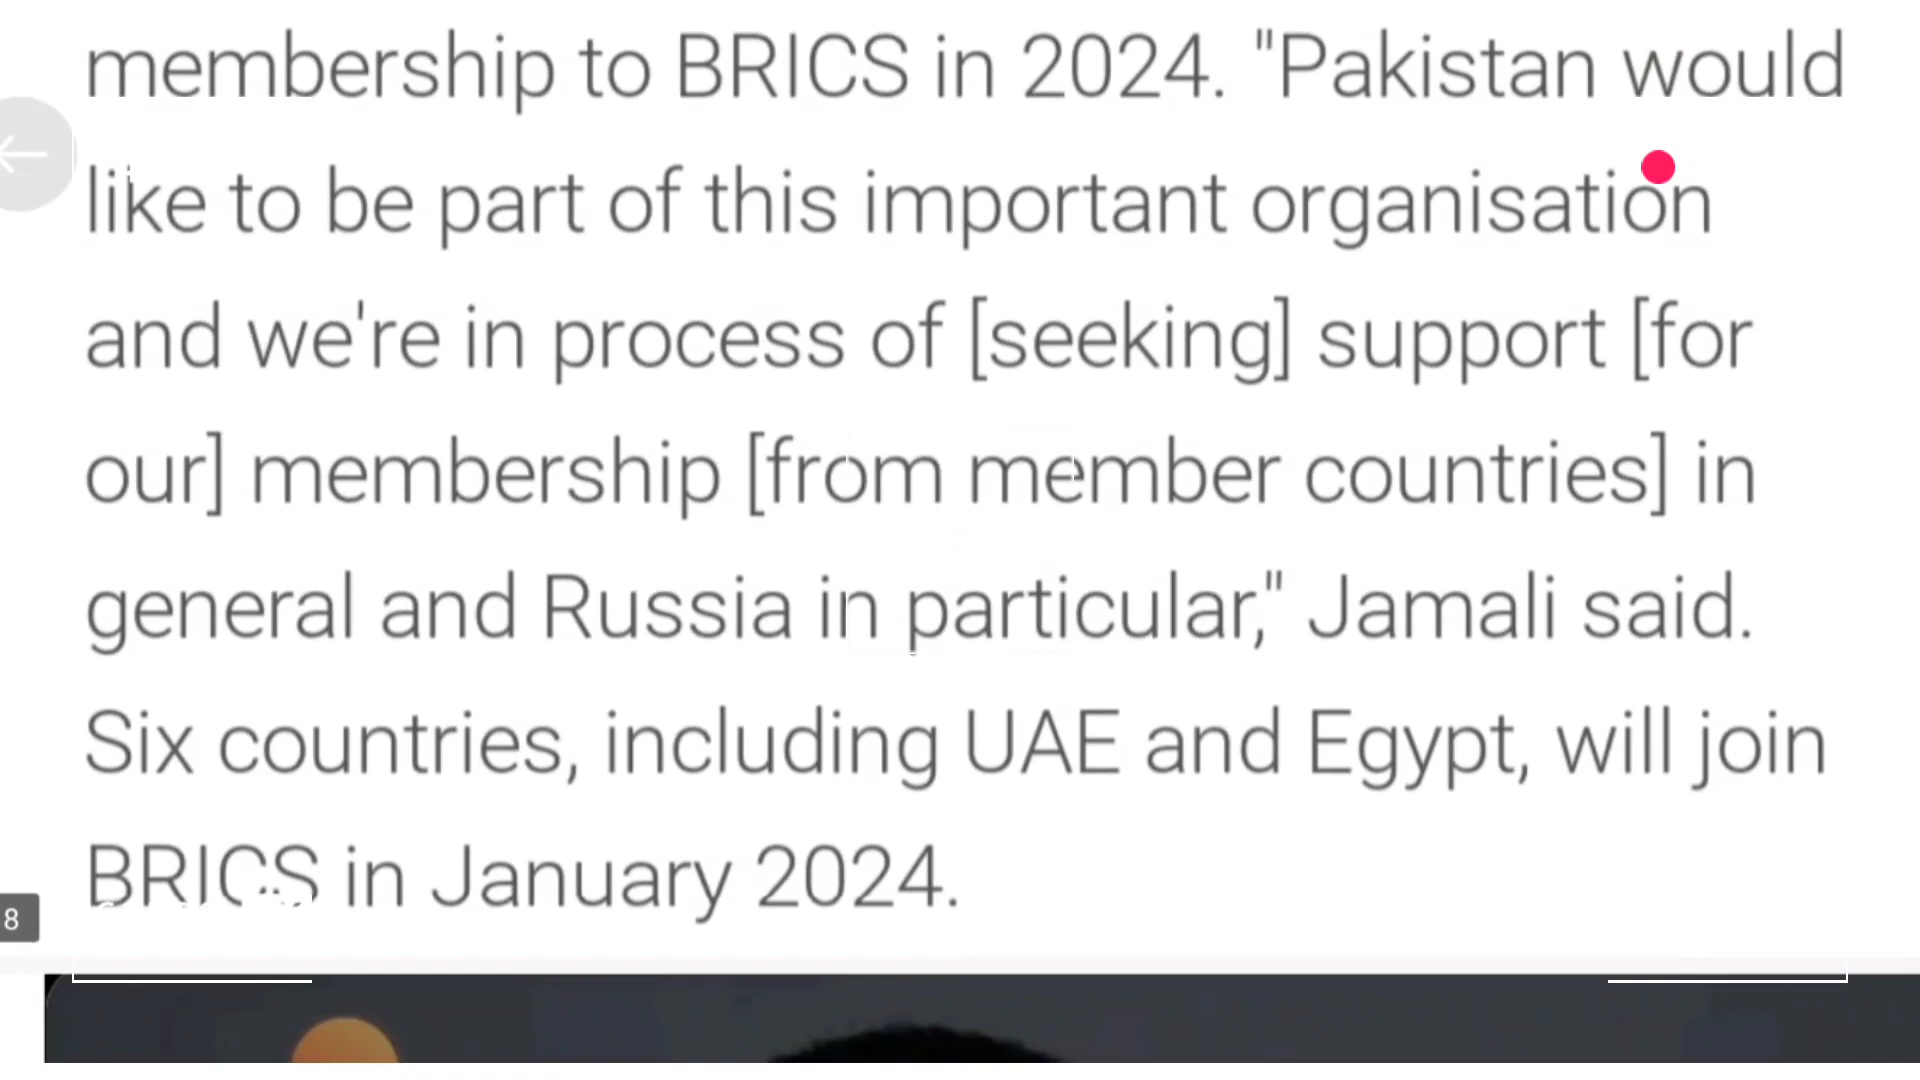 membership to BRICS in 2024. "Pakistan would
like to be part of this important organisation
and we're in process of [seeking] support [for
our] membership [from member countries] in
general and Russia in particular," Jamali said.
Six countries, including UAE and Egypt, will join
BRICS in January 2024.
8